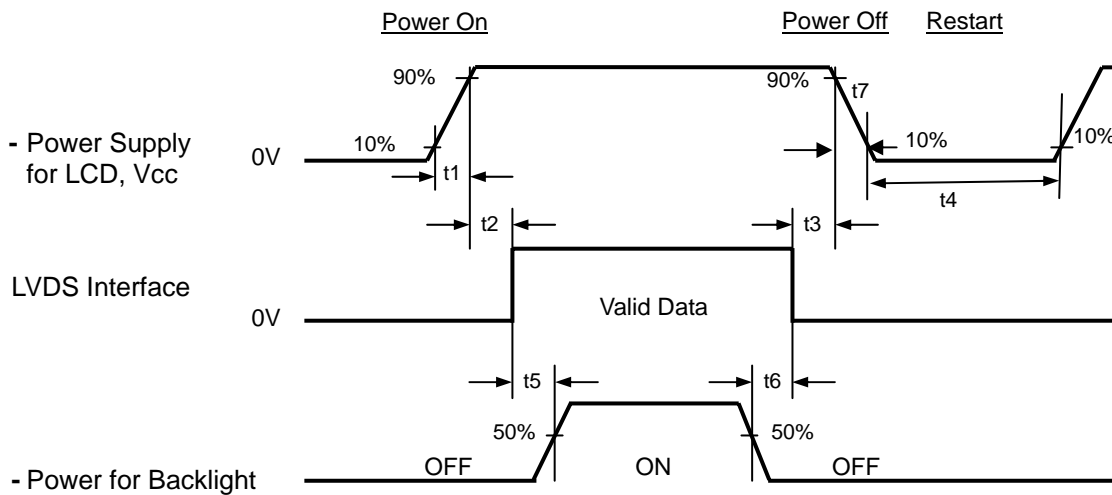 Power On
Power Off
Restart
90%
90%
t7
- Power Supply
for LCD, Vcc
0V
10%
10%
10%
t1
t4
t2
t3
LVDS Interface
0V
Valid Data
t5
t6
50%
50%
- Power for Backlight
OFF
ON
OFF